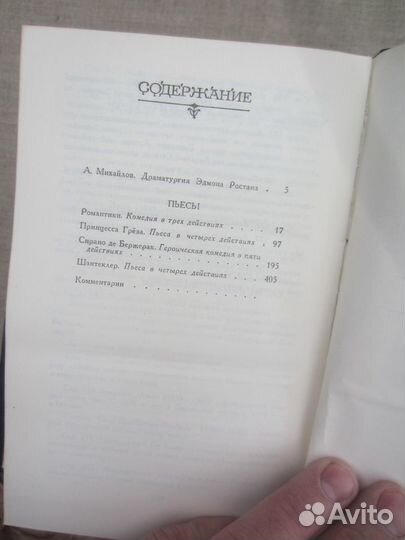 СОДЕРЖАНИЕ
А. Михайлов. Драматургия Эдмона Ростана . 5
ПЬЕСЫ
Романтики. Комедия в трех действиях . . . . 17
Принцесса Грёза. Пьеса в четырех действиях . 97
Сирано де Бержерак. Героическая комедия в пяти
действиях . . . . . . . . . . . 195
Шантеклер. Пьеса в четырех действиях . . . 405
Комментарии . . . . . . . . . .
Avito